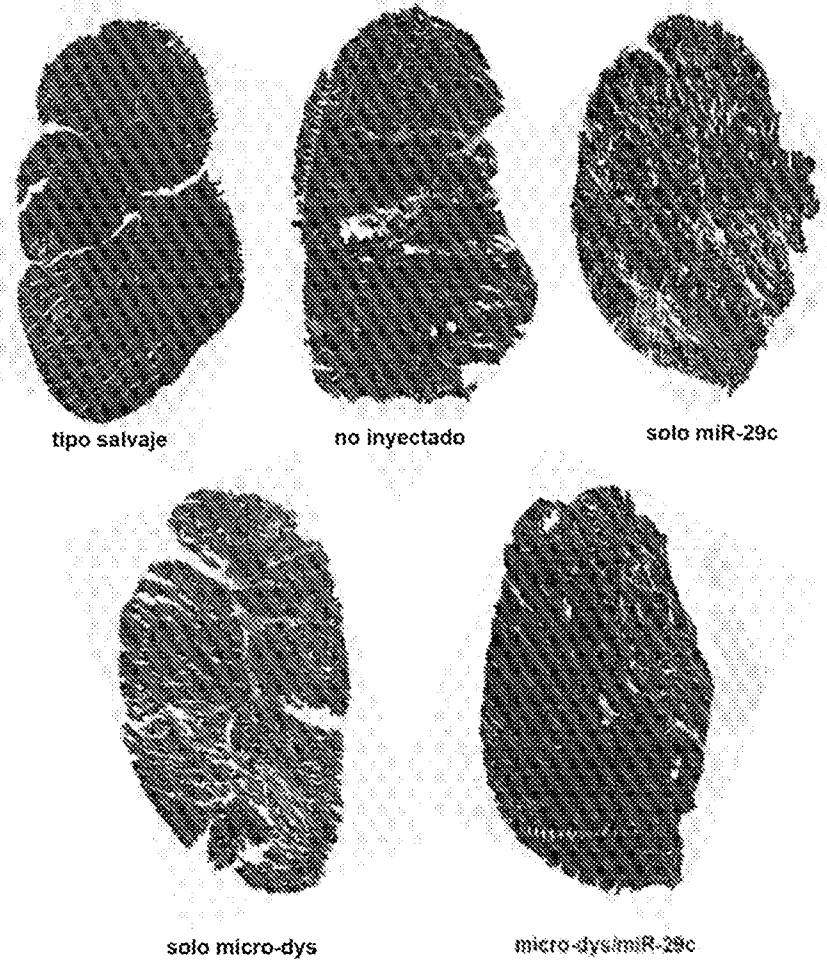 tipo salvaje
no inyectado
solo miR-29c
solo micro-dys
micro-dys/miR-29c